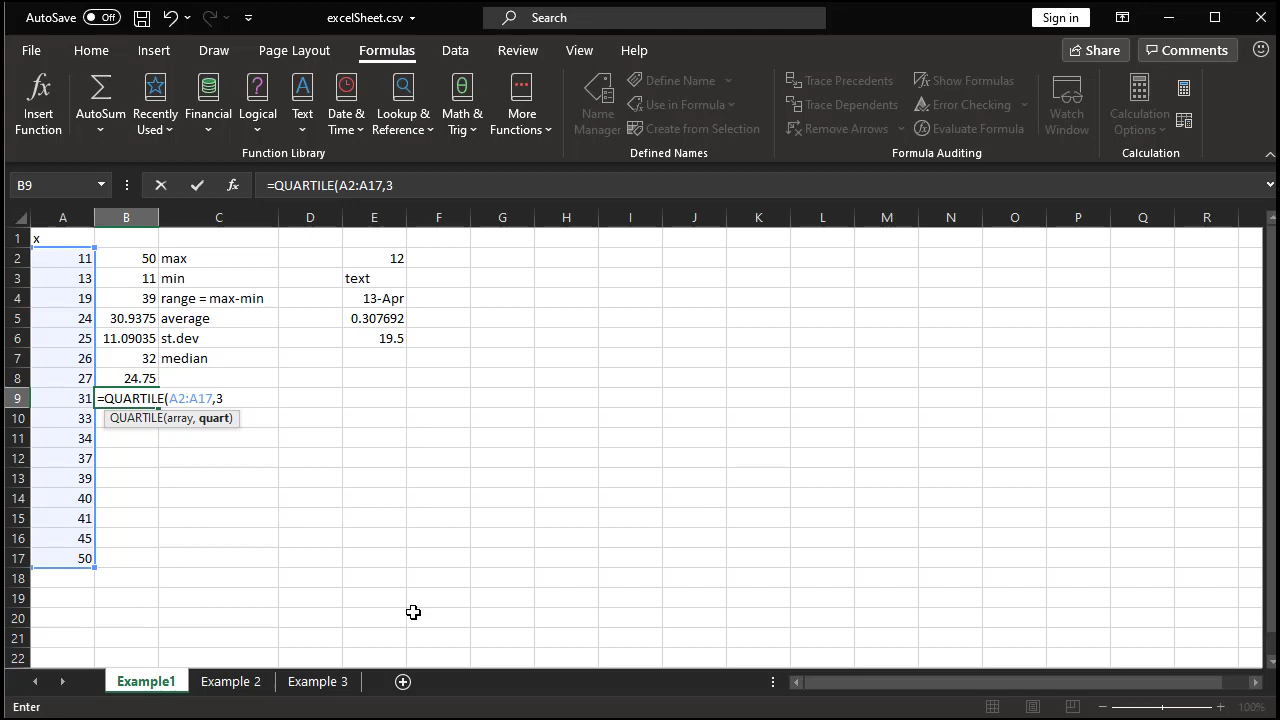 AutoSave Off excelSheet.csv Search Sign in
File Home Insert Draw Page Layout Formulas Data Review View Help Share Comments
Insert Function AutoSum Recently Used Financial Logical Text Date & Time Lookup & Reference Math & Trig More Functions
Function Library
Name Manager Define Name Use in Formula Create from Selection
Defined Names
Trace Precedents Trace Dependents Remove Arrows Show Formulas Error Checking Evaluate Formula
Formula Auditing
Watch Window Calculation Options
Calculation
B9 fx =QUARTILE(A2:A17,3
A B C D E F G H I J K L M N O P Q R
1 x
2 11 50 max 12
3 13 11 min text
4 19 39 range = max-min 13-Apr
5 24 30.9375 average 0.307692
6 25 11.09035 st.dev 19.5
7 26 32 median
8 27 24.75
9 31 =QUARTILE(A2:A17,3
10 33 QUARTILE(array, quart)
11 34
12 37
13 39
14 40
15 41
16 45
17 50
18
19
20
21
22
Example1 Example 2 Example 3
Enter 100%